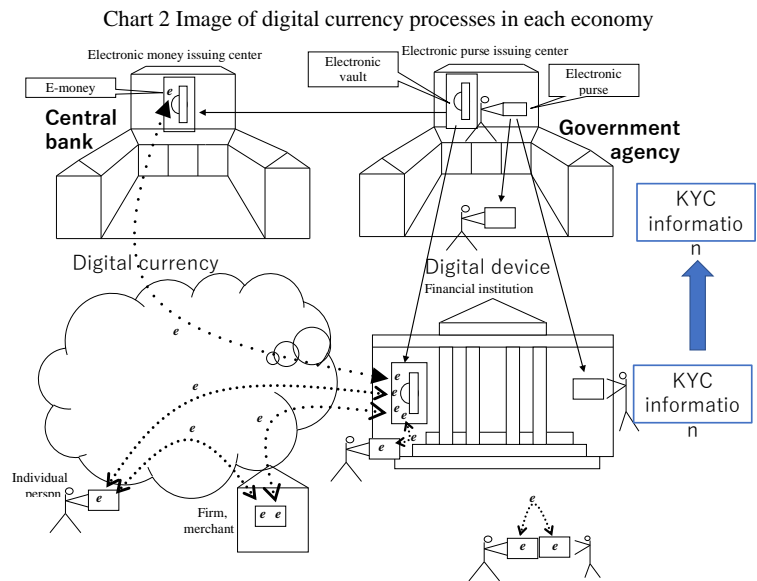 Chart 2 Image of digital currency processes in each economy
Electronic money issuing center
Electronic purse issuing center
E-money
e
Electronic
vault
Electronic
purse
Central
bank
Government
agency
KYC
informatio
n
Digital currency
Digital device
Financial institution
e
e
e
e
e
e
e
e
e
e
KYC
informatio
n
e
e
Individual
perspn
e
Firm,
merchant
e e
e
e e